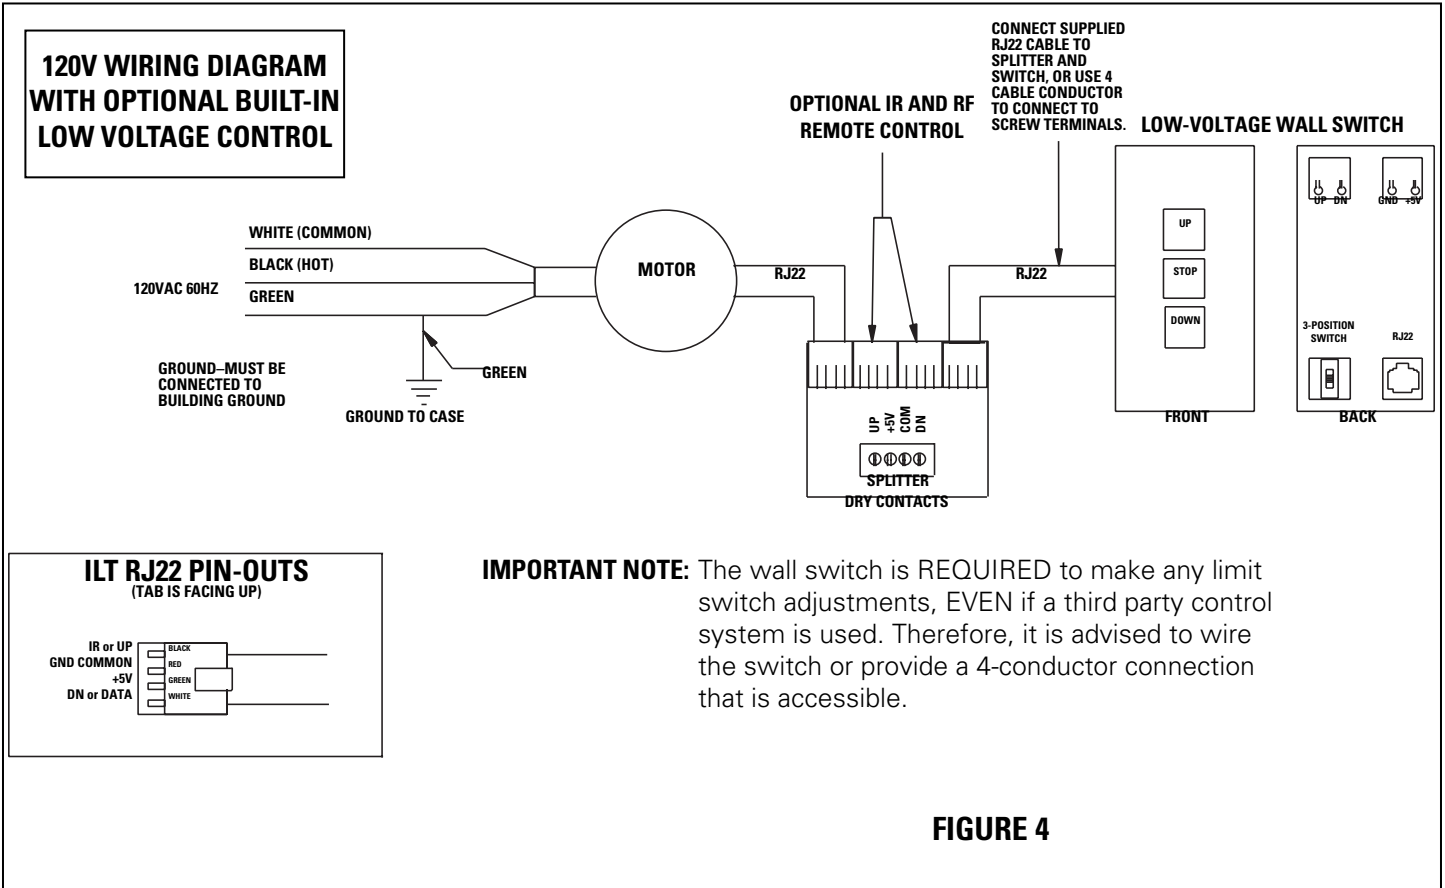 120V WIRING DIAGRAM
WITH OPTIONAL BUILT-IN
LOW VOLTAGE CONTROL
CONNECT SUPPLIED
RJ22 CABLE TO
SPLITTER AND
SWITCH, OR USE 4
CABLE CONDUCTOR
TO CONNECT TO
SCREW TERMINALS.
OPTIONAL IR AND RF
REMOTE CONTROL
LOW-VOLTAGE WALL SWITCH
WHITE (COMMON)
BLACK (HOT)
120VAC 60HZ
GREEN
GROUND–MUST BE
CONNECTED TO
BUILDING GROUND
GREEN
GROUND TO CASE
MOTOR
RJ22
RJ22
UP
+5V
COM
DN
SPLITTER
DRY CONTACTS
UP
STOP
DOWN
FRONT
UP DN
GND +5V
3-POSITION
SWITCH
RJ22
BACK
ILT RJ22 PIN-OUTS
(TAB IS FACING UP)
IR or UP
GND COMMON
+5V
DN or DATA
BLACK
RED
GREEN
WHITE
IMPORTANT NOTE: The wall switch is REQUIRED to make any limit
switch adjustments, EVEN if a third party control
system is used. Therefore, it is advised to wire
the switch or provide a 4-conductor connection
that is accessible.
FIGURE 4